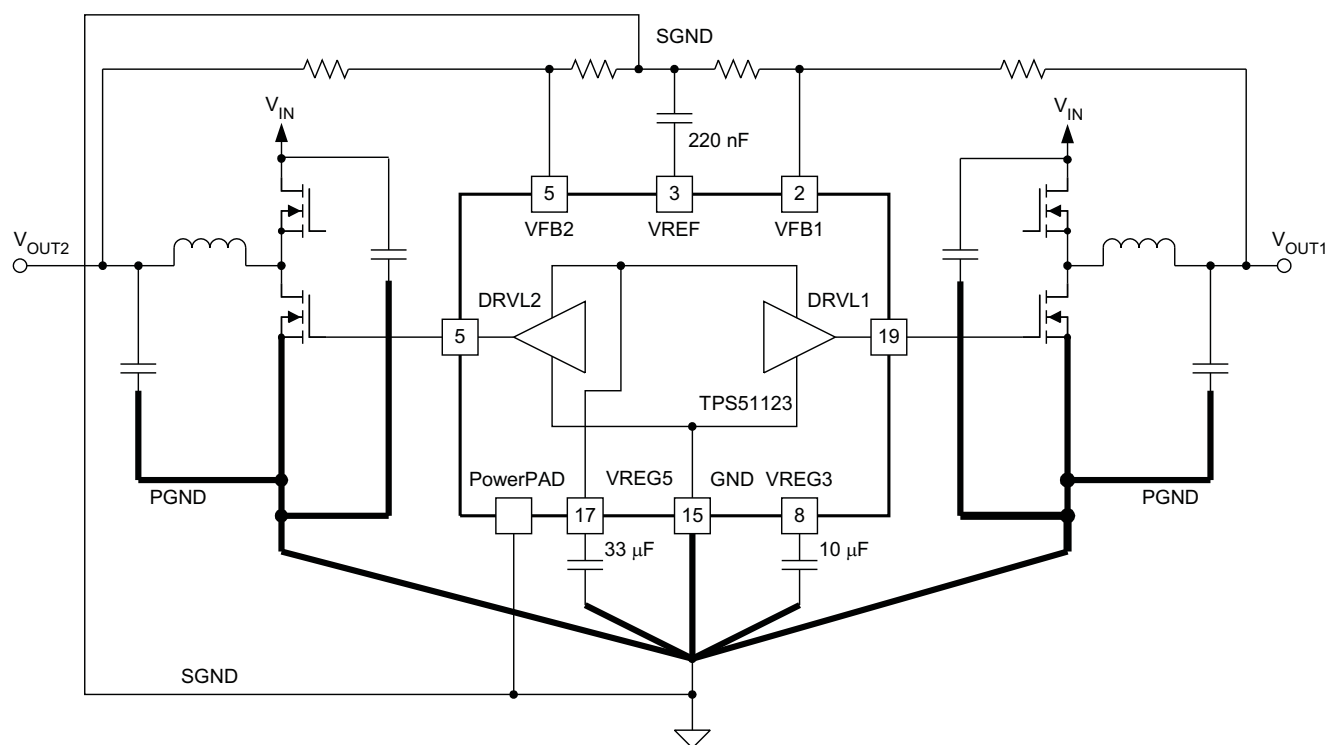 SGND
V_IN
V_IN
220 nF
5
3
2
VFB2
VREF
VFB1
V_OUT2
V_OUT1
DRVL2
DRVL1
5
19
TPS51123
PowerPAD
VREG5
GND
VREG3
PGND
PGND
17
15
8
33 μF
10 μF
SGND